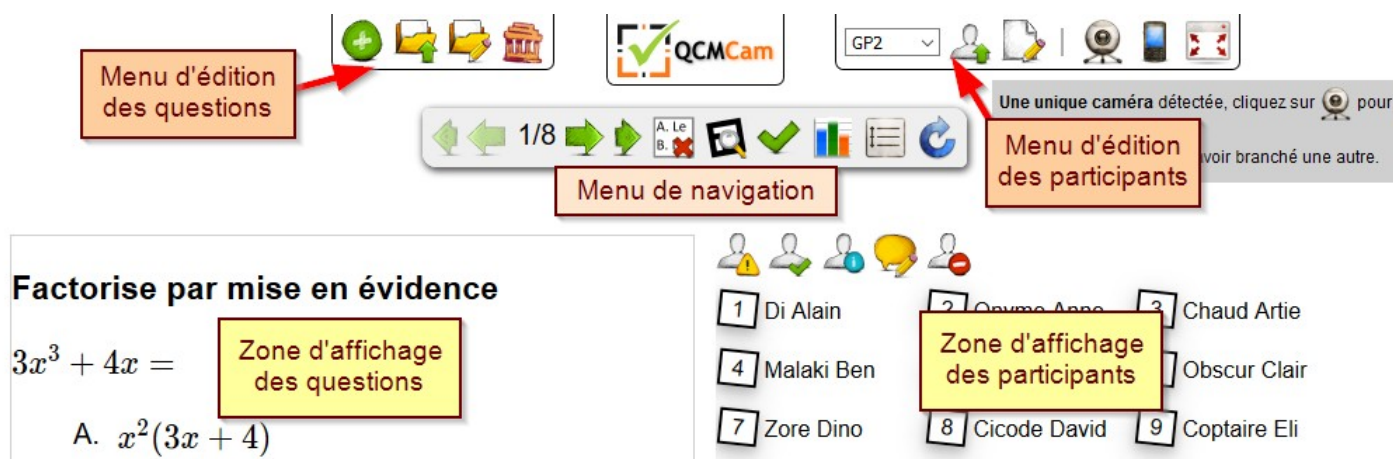 GP2
QCMCam
Menu d'édition
des questions
Une unique caméra détectée, cliquez sur pour
1/8
A. Le
B.
Menu d'édition
des participants
avoir branché une autre.
Menu de navigation
Factorise par mise en évidence
1 Di Alain
2
3 Chaud Artie
Zone d'affichage
des questions
Zone d'affichage
des participants
3x³ + 4x =
4 Malaki Ben
Obscur Clair
A. x²(3x + 4)
7 Zore Dino
8 Cicode David
9 Coptaire Eli